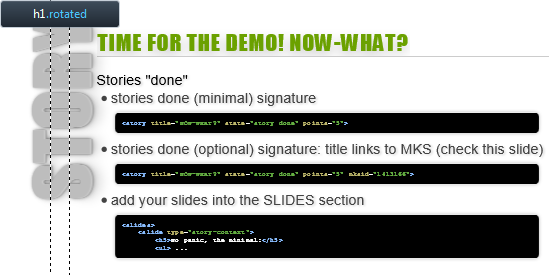 h1.rotated
STORY
TIME FOR THE DEMO! NOW-WHAT?
Stories "done"
• stories done (minimal) signature
<story title="now-what?" state="story done" points="3">
• stories done (optional) signature: title links to MKS (check this slide)
<story title="now-what?" state="story done" points="3" mksid="1413166">
• add your slides into the SLIDES section
<slides>
<slide type="story-context">
<h3>no panic, the minimal:</h3>
<ul> ...